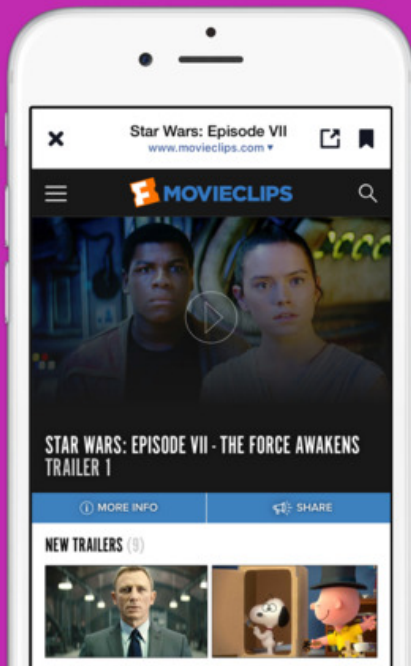 Star Wars: Episode VII
www.movieclips.com ▾
MOVIECLIPS
STAR WARS: EPISODE VII - THE FORCE AWAKENS
TRAILER 1
MORE INFO
SHARE
NEW TRAILERS (9)